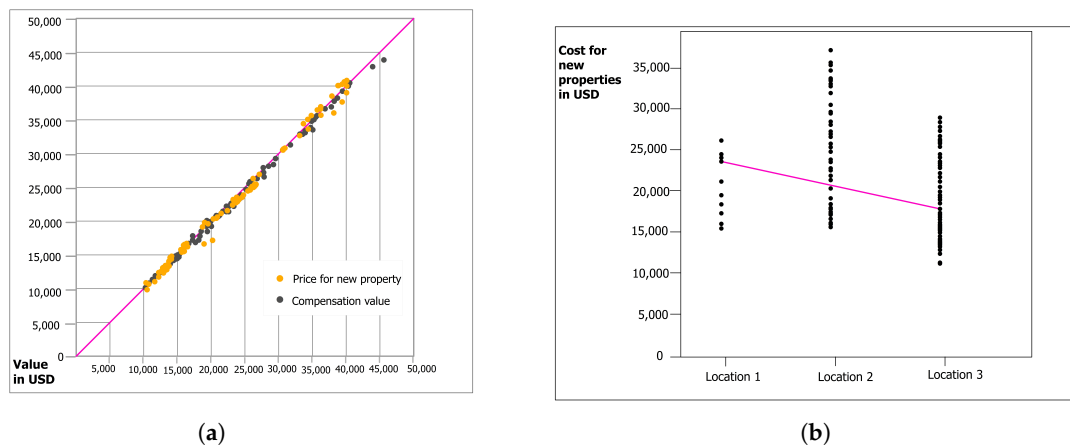 50,000
45,000
40,000
35,000
30,000
25,000
20,000
15,000
10,000
5,000
0
Price for new property
Compensation value
Value
in USD
5,000 10,000 15,000 20,000 25,000 30,000 35,000 40,000 45,000 50,000
(a)
Cost for
new
properties
in USD
35,000
30,000
25,000
20,000
15,000
10,000
0
Location 1 Location 2 Location 3
(b)